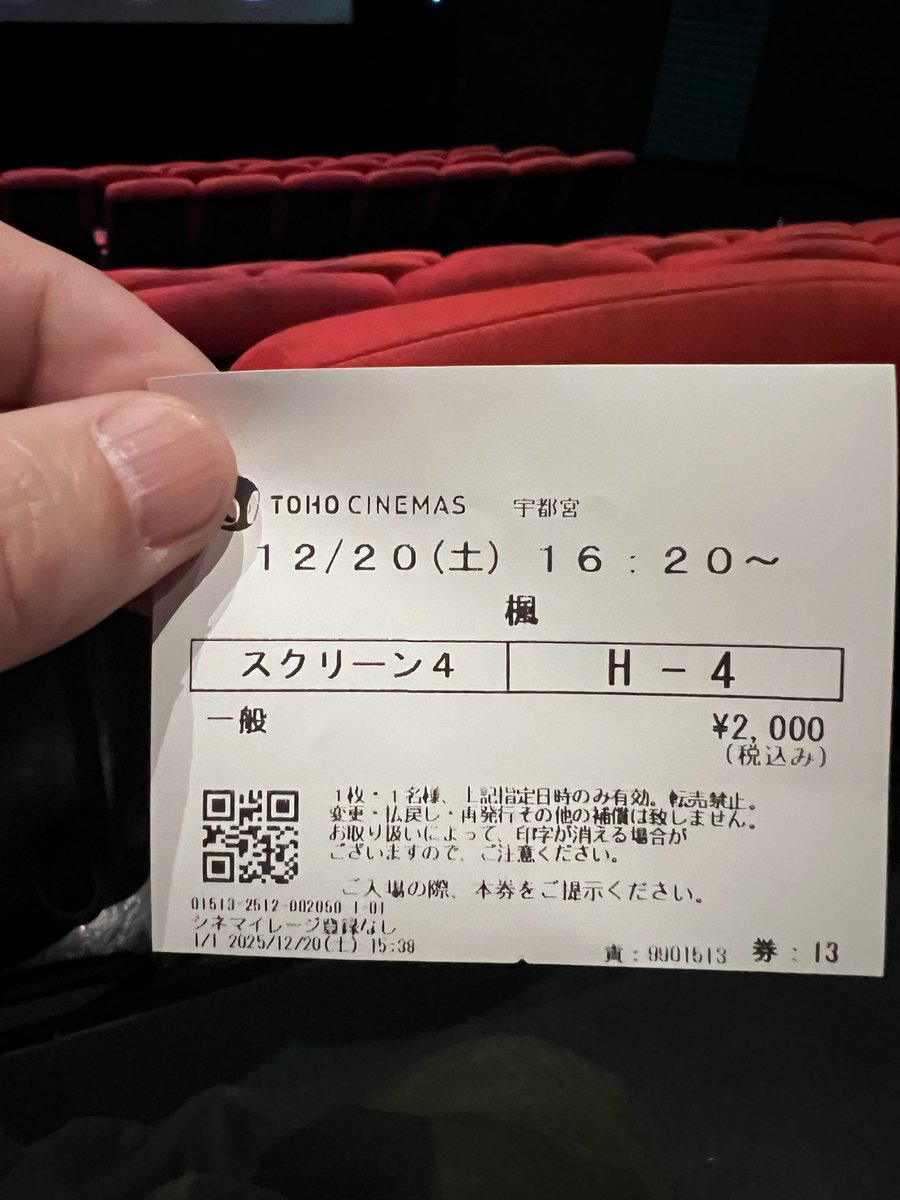 TOHO CINEMAS 宇都宮
12/20(土) 16:20~
楓
スクリーン4 H-4
一般 ¥2,000
(税込み)
1枚・1名様、上記指定日時のみ有効。転売禁止。
変更・払戻し・再発行その他の補償は致しません。
お取り扱いによって、印字が消える場合が
ございますので、ご注意ください。
ご入場の際、本券をご提示ください。
01513-2512-002060-1-01
シネマイレージ登録なし
1/1 2025/12/20(土) 15:38 責:9901513 券:13